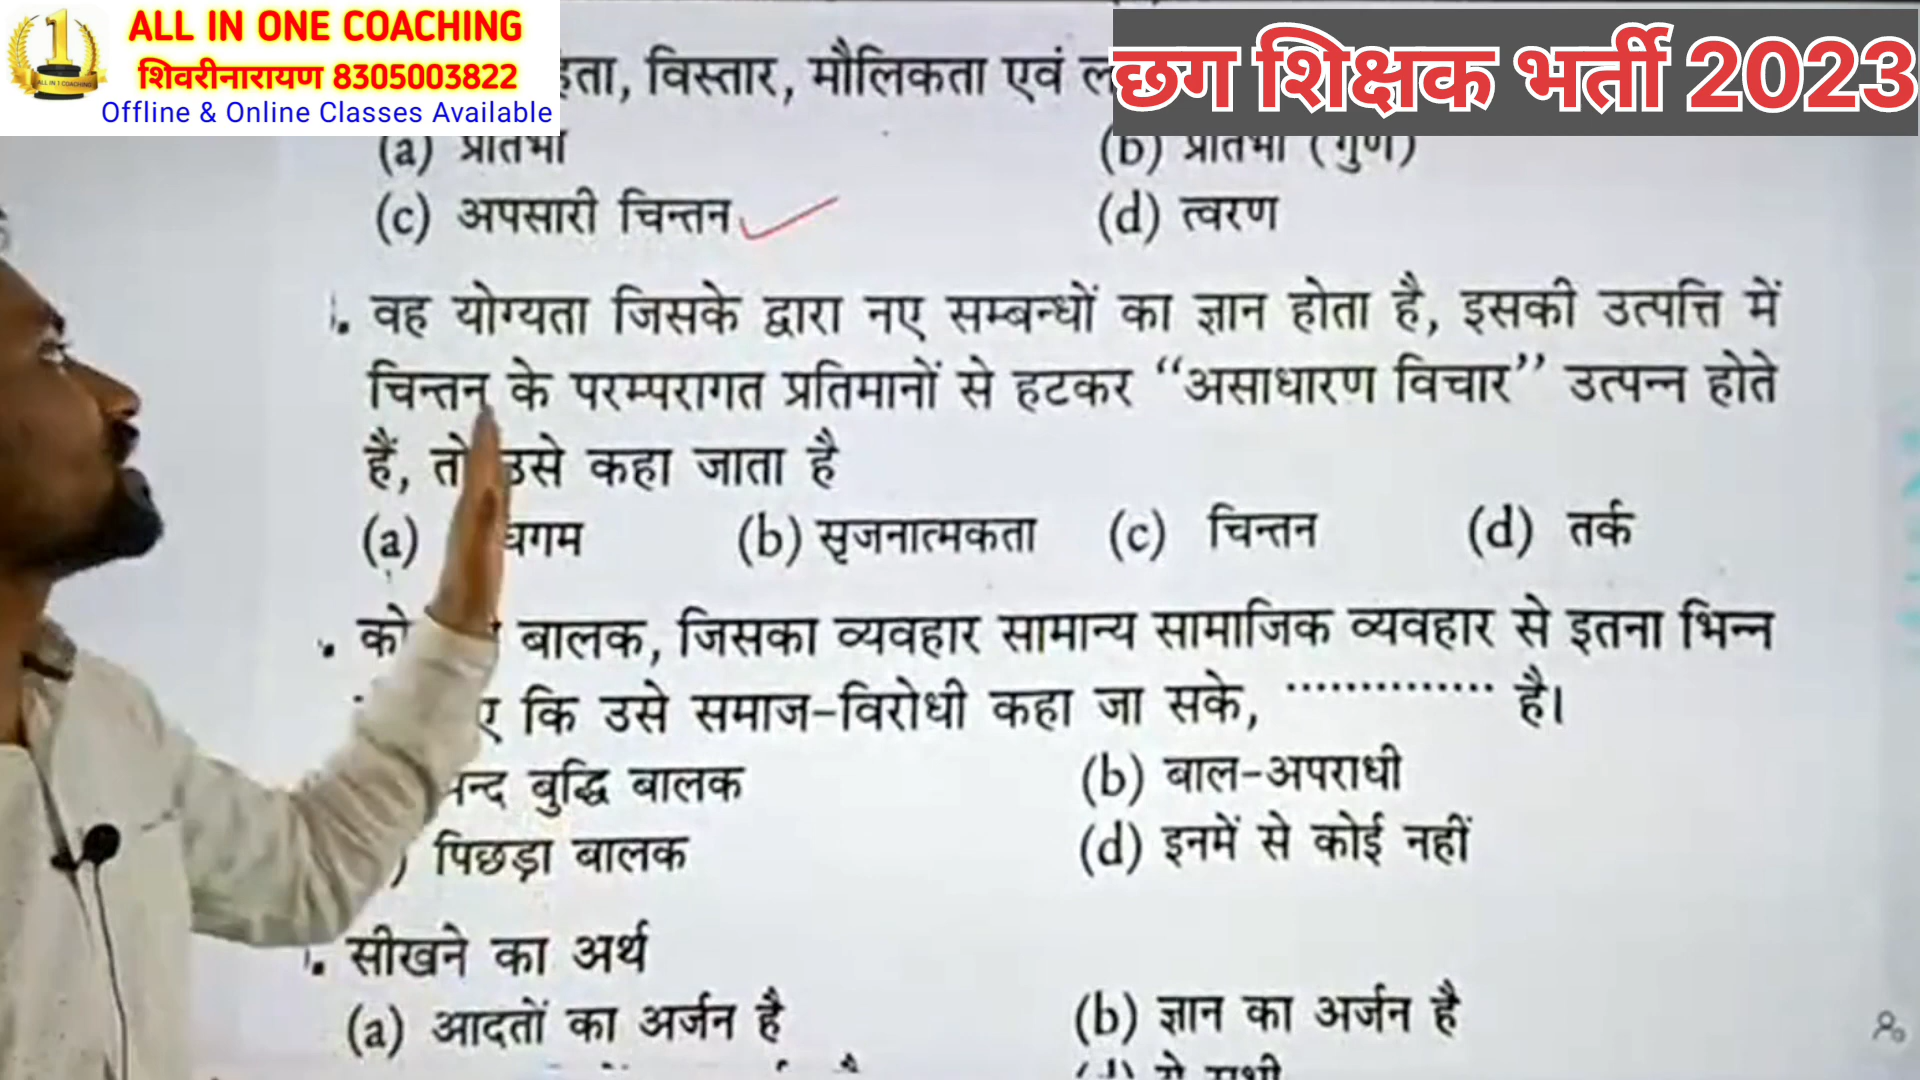 ALL IN ONE COACHING
शिवरीनारायण 8305003822
Offline & Online Classes Available
छग शिक्षक भर्ती 2023
विस्तार, मौलिकता एवं
(a) प्रतिभा
(b) प्रतिभा (गुण)
(c) अपसारी चिन्तन
(d) त्वरण
वह योग्यता जिसके द्वारा नए सम्बन्धों का ज्ञान होता है, इसकी उत्पत्ति में
चिन्तन के परम्परागत प्रतिमानों से हटकर “असाधारण विचार” उत्पन्न होते
हैं, तो उसे कहा जाता है
(a) (b) सृजनात्मकता (c) चिन्तन (d) तर्क
बालक, जिसका व्यवहार सामान्य सामाजिक व्यवहार से इतना भिन्न
कि उसे समाज-विरोधी कहा जा सके, .............. है।
बुद्धि बालक
(b) बाल-अपराधी
पिछड़ा बालक
(d) इनमें से कोई नहीं
सीखने का अर्थ
(a) आदतों का अर्जन है
(b) ज्ञान का अर्जन है